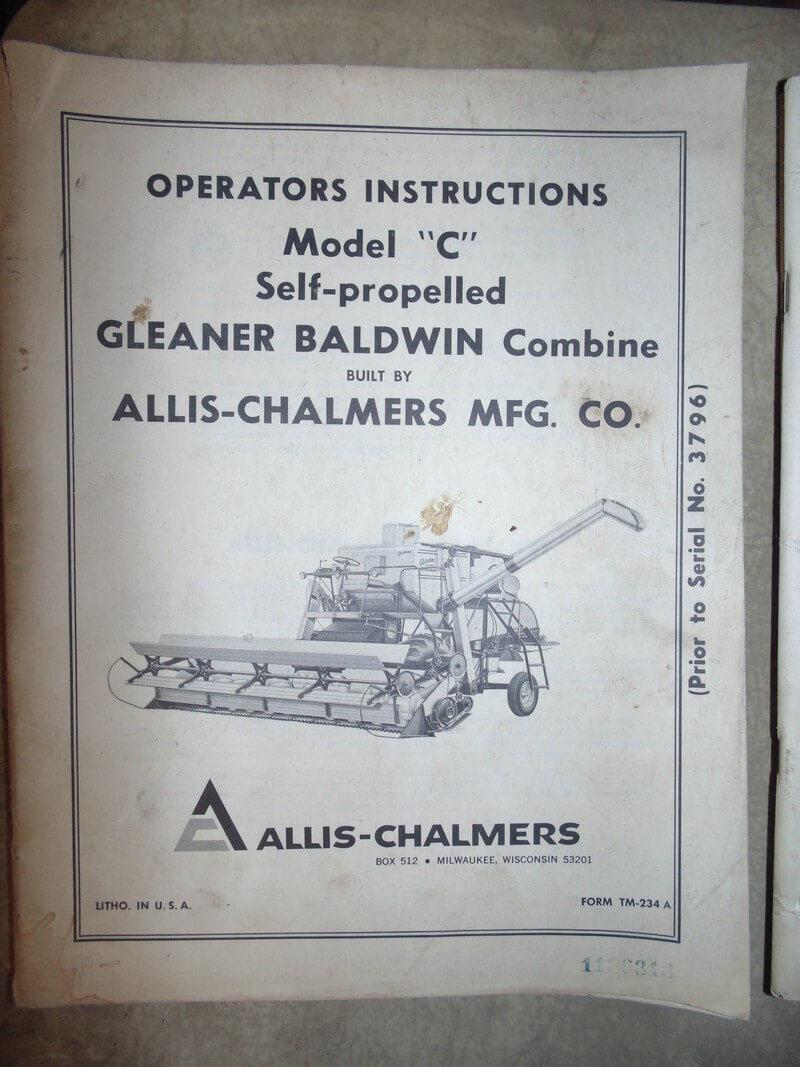 OPERATORS INSTRUCTIONS
Model "C"
Self-propelled
GLEANER BALDWIN Combine
BUILT BY
ALLIS-CHALMERS MFG. CO.
(Prior to Serial No. 3796)
ALLIS-CHALMERS
BOX 512 • MILWAUKEE, WISCONSIN 53201
LITHO. IN U. S. A.
FORM TM-234 A